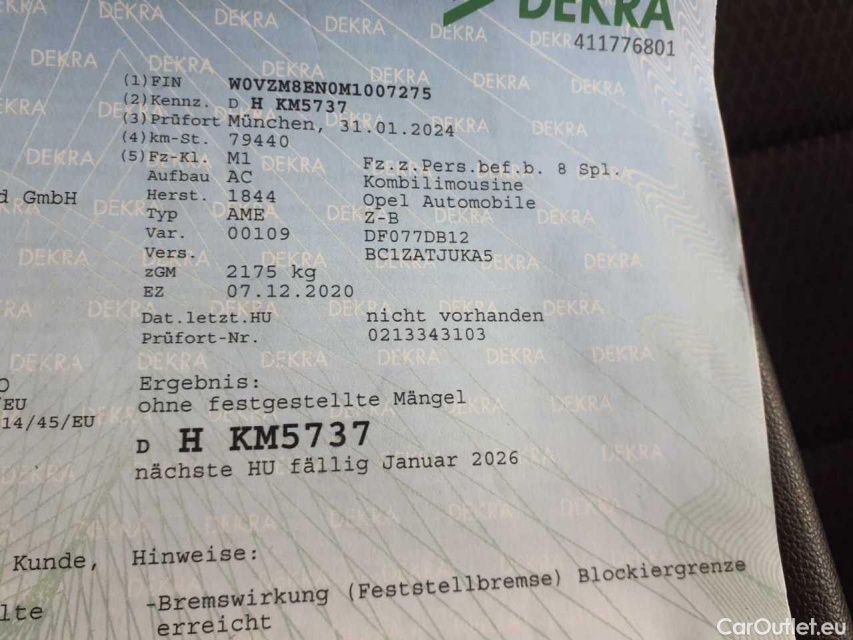 DEKRA
411776801
(1)FIN W0VZM8EN0M1007275
(2)Kennz. D H KM5737
(3)Prüfort München, 31.01.2024
(4)km-St. 79440
(5)Fz-Kl. M1 Fz.z.Pers.bef.b. 8 Spl.
Aufbau AC Kombilimousine
d GmbH Herst. 1844 Opel Automobile
Typ AME Z-B
Var. 00109 DF077DB12
Vers. BC1ZATJUKA5
zGM 2175 kg
EZ 07.12.2020
Dat.letzt.HU nicht vorhanden
Prüfort-Nr. 0213343103
Ergebnis:
/EU ohne festgestellte Mängel
14/45/EU
D H KM5737
nächste HU fällig Januar 2026
Kunde, Hinweise:
lte -Bremswirkung (Feststellbremse) Blockiergrenze
erreicht
CarOutlet.eu